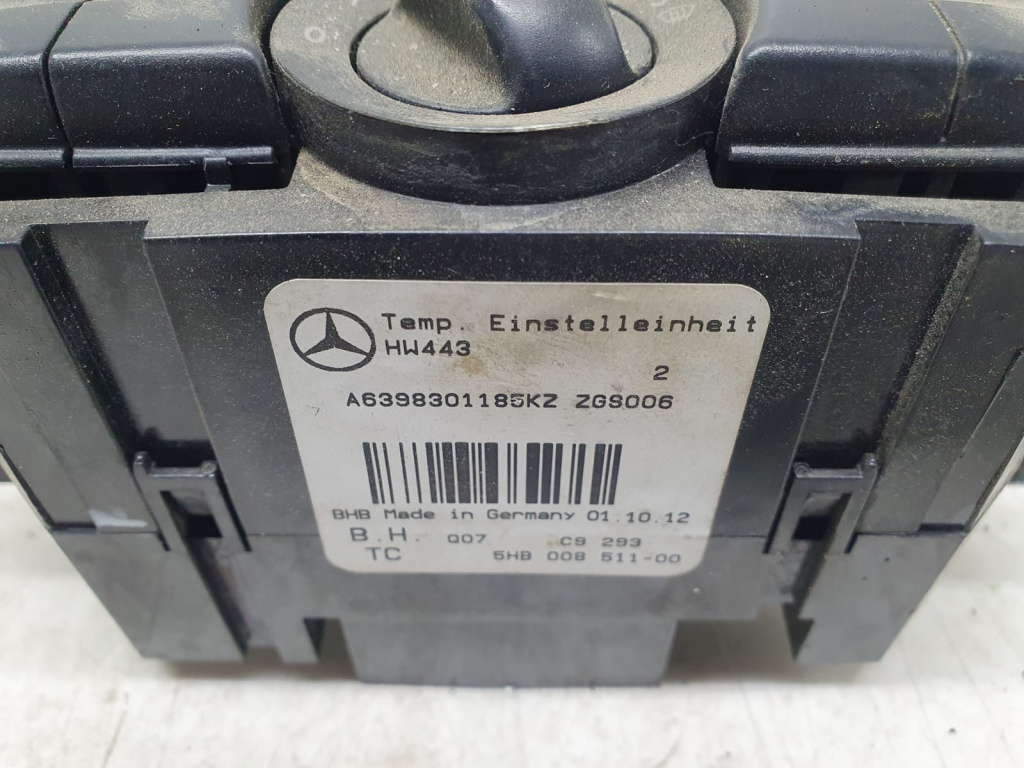 Temp. Einstelleinheit
HW443
2
A6398301185KZ ZGS006
BHB Made in Germany 01.10.12
B.H. Q07 C9 293
TC 5HB 008 511-00